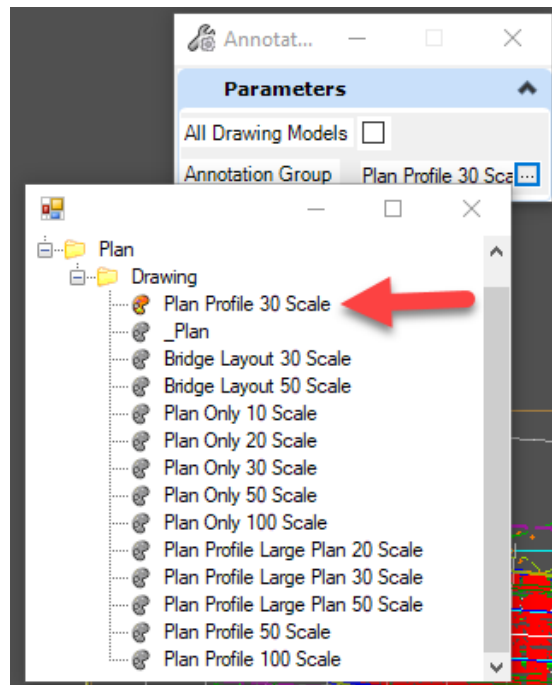 Annotat...
Parameters
All Drawing Models
Annotation Group Plan Profile 30 Sca ...
Plan
Drawing
Plan Profile 30 Scale
_Plan
Bridge Layout 30 Scale
Bridge Layout 50 Scale
Plan Only 10 Scale
Plan Only 20 Scale
Plan Only 30 Scale
Plan Only 50 Scale
Plan Only 100 Scale
Plan Profile Large Plan 20 Scale
Plan Profile Large Plan 30 Scale
Plan Profile Large Plan 50 Scale
Plan Profile 50 Scale
Plan Profile 100 Scale